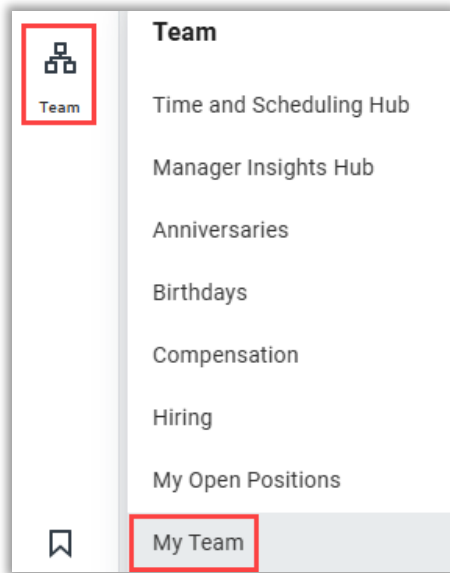 Team
Team
Time and Scheduling Hub
Manager Insights Hub
Anniversaries
Birthdays
Compensation
Hiring
My Open Positions
My Team